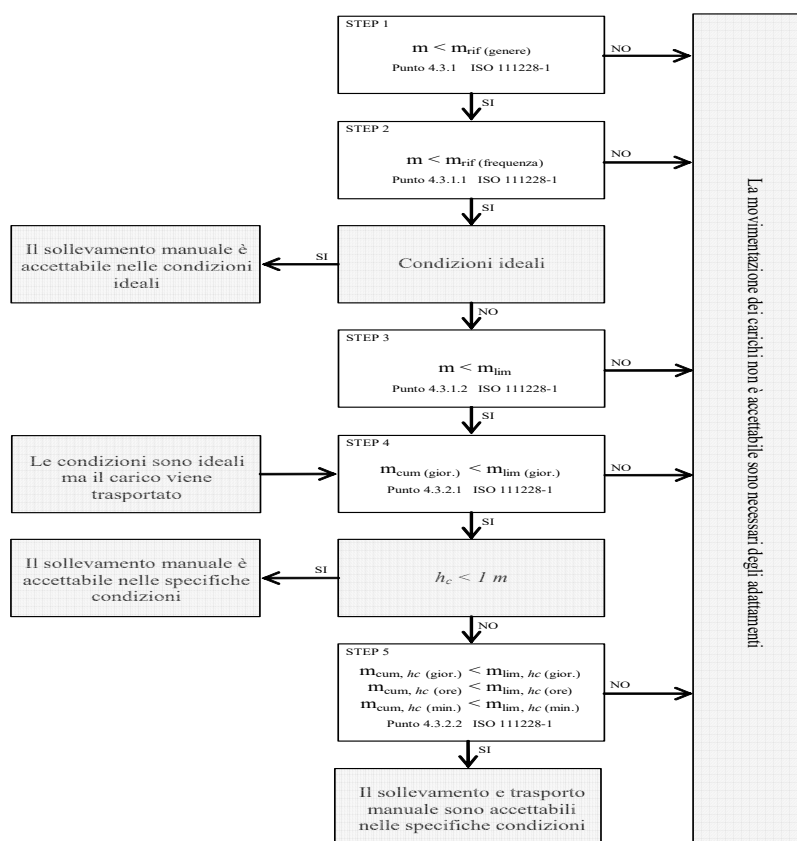 STEP 1
m < mrif (genere)
Punto 4.3.1 ISO 111228-1
NO
SI
STEP 2
m < mrif (frequenza)
Punto 4.3.1.1 ISO 111228-1
NO
SI
Il sollevamento manuale è
accettabile nelle condizioni
ideali
SI
Condizioni ideali
NO
STEP 3
m < mlim
Punto 4.3.1.2 ISO 111228-1
NO
SI
Le condizioni sono ideali
ma il carico viene
trasportato
STEP 4
mcum (gior.) < mlim (gior.)
Punto 4.3.2.1 ISO 111228-1
NO
SI
Il sollevamento manuale è
accettabile nelle specifiche
condizioni
SI
hc < 1 m
NO
STEP 5
mcum, hc (gior.) < mlim, hc (gior.)
mcum, hc (ore) < mlim, hc (ore)
mcum, hc (min.) < mlim, hc (min.)
Punto 4.3.2.2 ISO 111228-1
NO
SI
Il sollevamento e trasporto
manuale sono accettabili
nelle specifiche condizioni
La movimentazione dei carichi non è accettabile sono necessari degli adattamenti